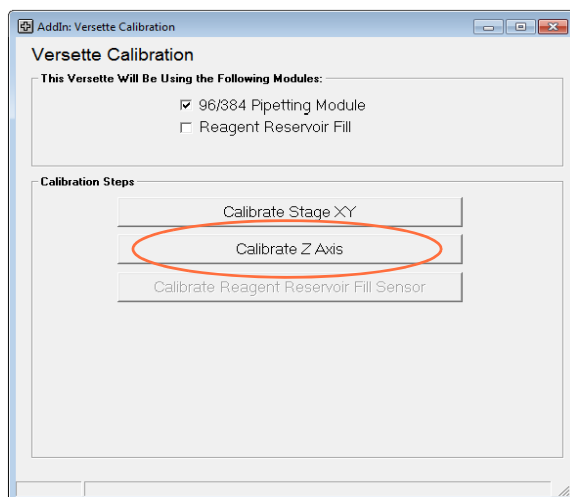 AddIn: Versette Calibration
Versette Calibration
This Versette Will Be Using the Following Modules:
96/384 Pipetting Module
Reagent Reservoir Fill
Calibration Steps
Calibrate Stage XY
Calibrate Z Axis
Calibrate Reagent Reservoir Fill Sensor